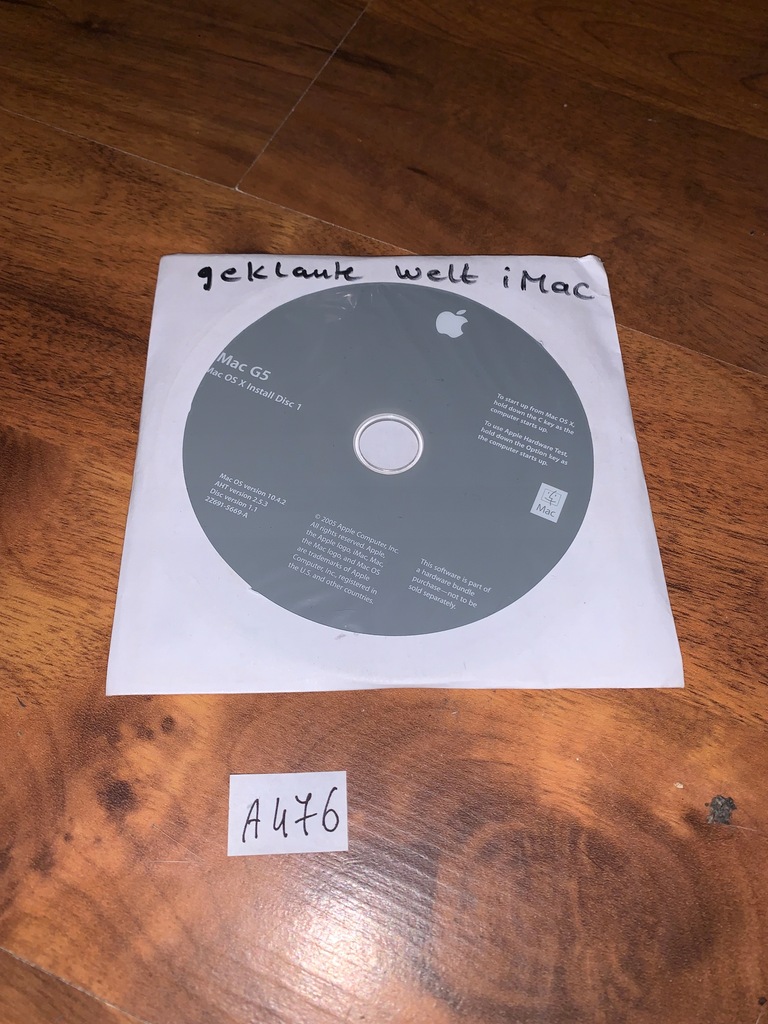 geklaute welt iMac
Mac G5
Mac OS X Install Disc 1
To start up from Mac OS X,
hold down the C key as the
computer starts up.
To use Apple Hardware Test,
hold down the Option key as
the computer starts up.
Mac
Mac OS version 10.4.2
AHT version 2.5.3
Disc version 1.1
2Z691-5669-A
© 2005 Apple Computer, Inc.
All rights reserved. Apple,
the Apple logo, iMac, Mac,
the Mac logo, and Mac OS
are trademarks of Apple
Computer, Inc., registered in
the U.S. and other countries.
This software is part of
a hardware bundle
purchase—not to be
sold separately.
A476